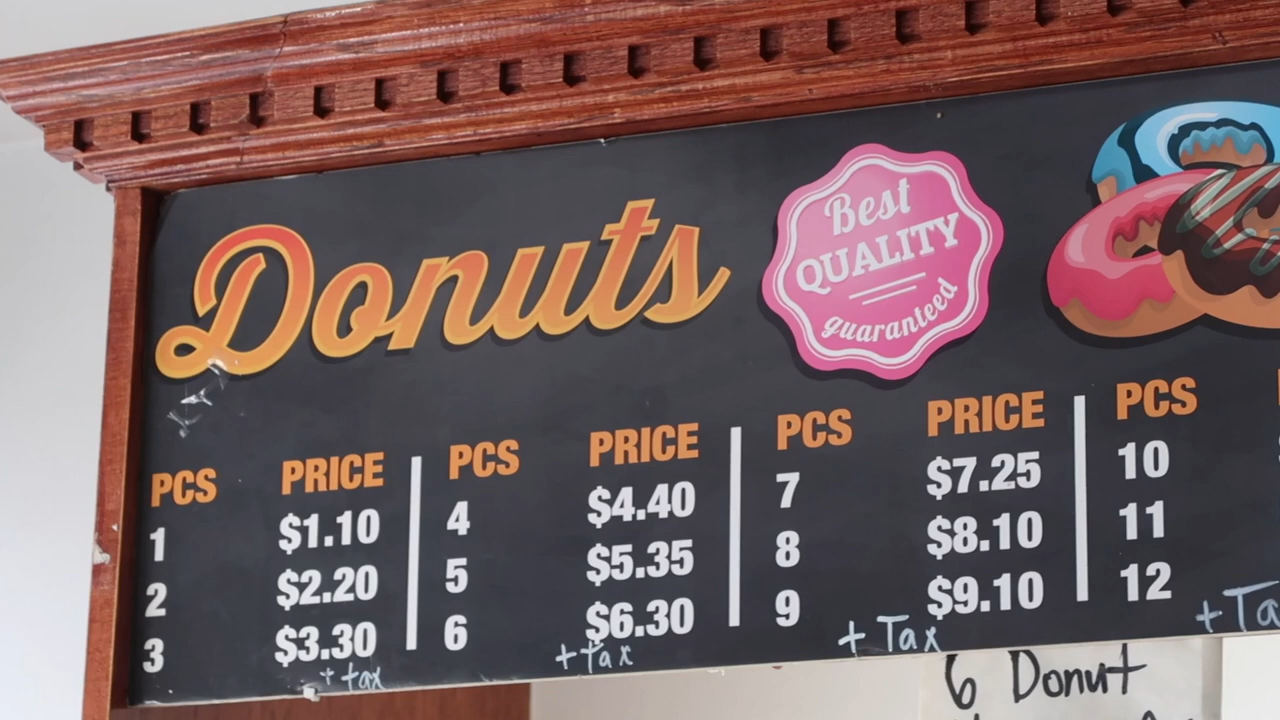 Donuts
Best
QUALITY
guaranteed
PCS PRICE PCS PRICE PCS PRICE PCS
1 $1.10 4 $4.40 7 $7.25 10
2 $2.20 5 $5.35 8 $8.10 11
3 $3.30 6 $6.30 9 $9.10 12
+ tax +tax + Tax + Ta
6 Donut